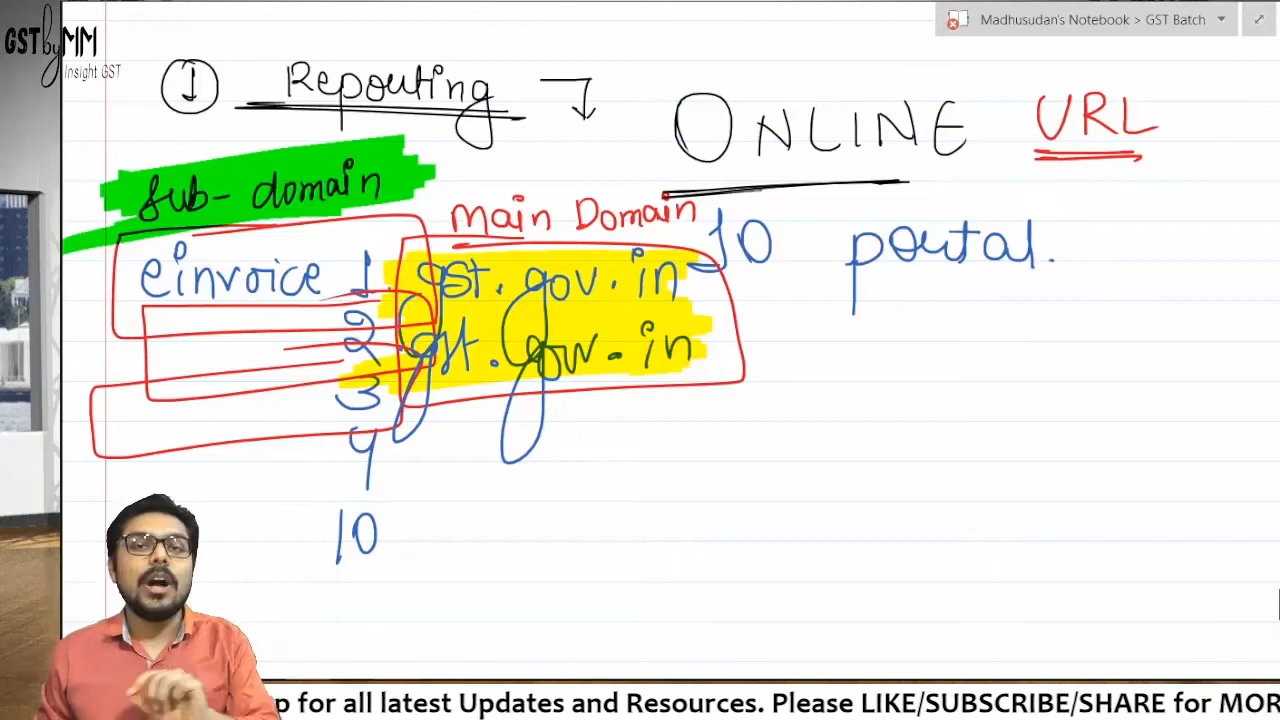 GST by MM
Insight GST
Madhusudan's Notebook > GST Batch
1 Reporting
ONLINE URL
Sub-domain
Main Domain
einvoice 1. gst.gov.in 10 portal.
2 gst.gov.in
3
4
10
p for all latest Updates and Resources. Please LIKE/SUBSCRIBE/SHARE for MOR